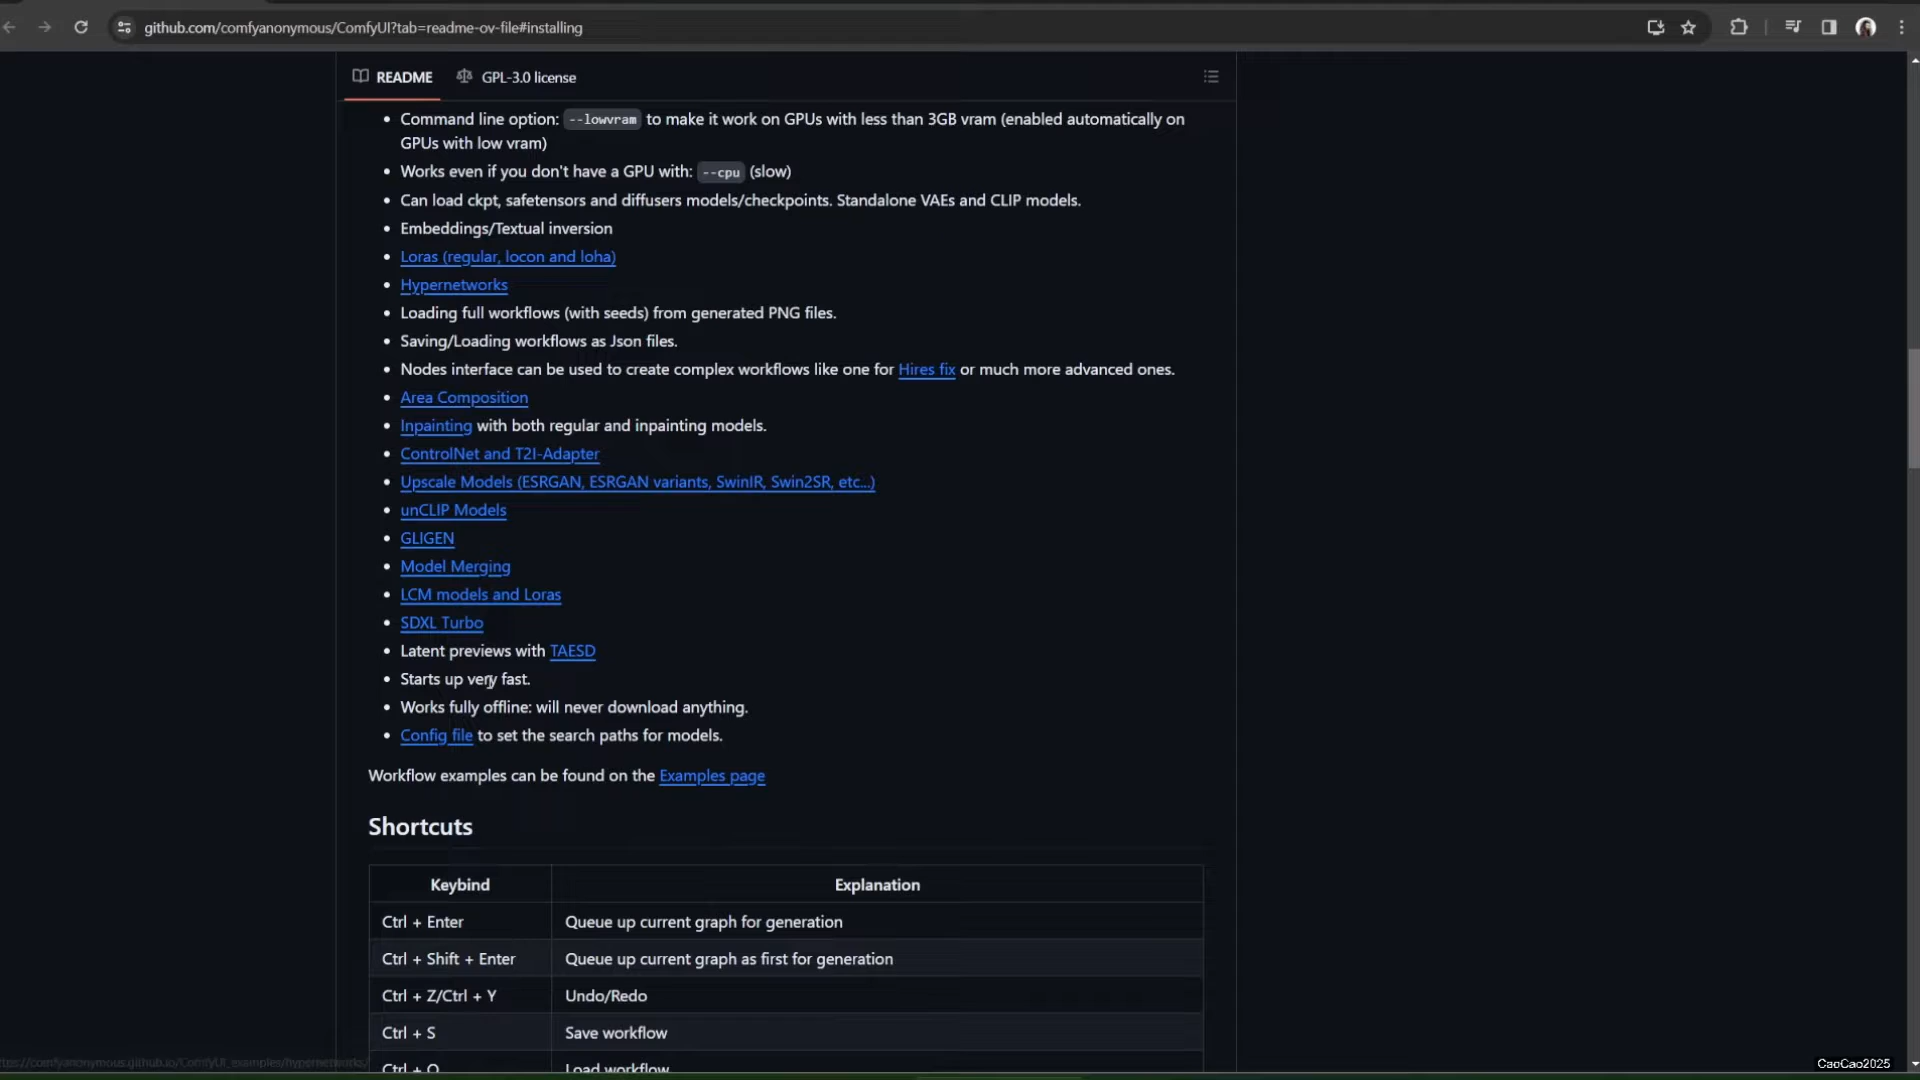 github.com/comfyanonymous/ComfyUI?tab=readme-ov-file#installing
README GPL-3.0 license
Command line option: --lowvram to make it work on GPUs with less than 3GB vram (enabled automatically on
GPUs with low vram)
Works even if you don't have a GPU with: --cpu (slow)
Can load ckpt, safetensors and diffusers models/checkpoints. Standalone VAEs and CLIP models.
Embeddings/Textual inversion
Loras (regular, locon and loha)
Hypernetworks
Loading full workflows (with seeds) from generated PNG files.
Saving/Loading workflows as Json files.
Nodes interface can be used to create complex workflows like one for Hires fix or much more advanced ones.
Area Composition
Inpainting with both regular and inpainting models.
ControlNet and T2I-Adapter
Upscale Models (ESRGAN, ESRGAN variants, SwinIR, Swin2SR, etc...)
unCLIP Models
GLIGEN
Model Merging
LCM models and Loras
SDXL Turbo
Latent previews with TAESD
Starts up very fast.
Works fully offline: will never download anything.
Config file to set the search paths for models.
Workflow examples can be found on the Examples page
Shortcuts
Keybind Explanation
Ctrl + Enter Queue up current graph for generation
Ctrl + Shift + Enter Queue up current graph as first for generation
Ctrl + Z/Ctrl + Y Undo/Redo
Ctrl + S Save workflow
Ctrl + O Load workflow
ttps://comfyanonymous.github.io/ComfyUI_examples/hypernetworks/
CaoCao2025